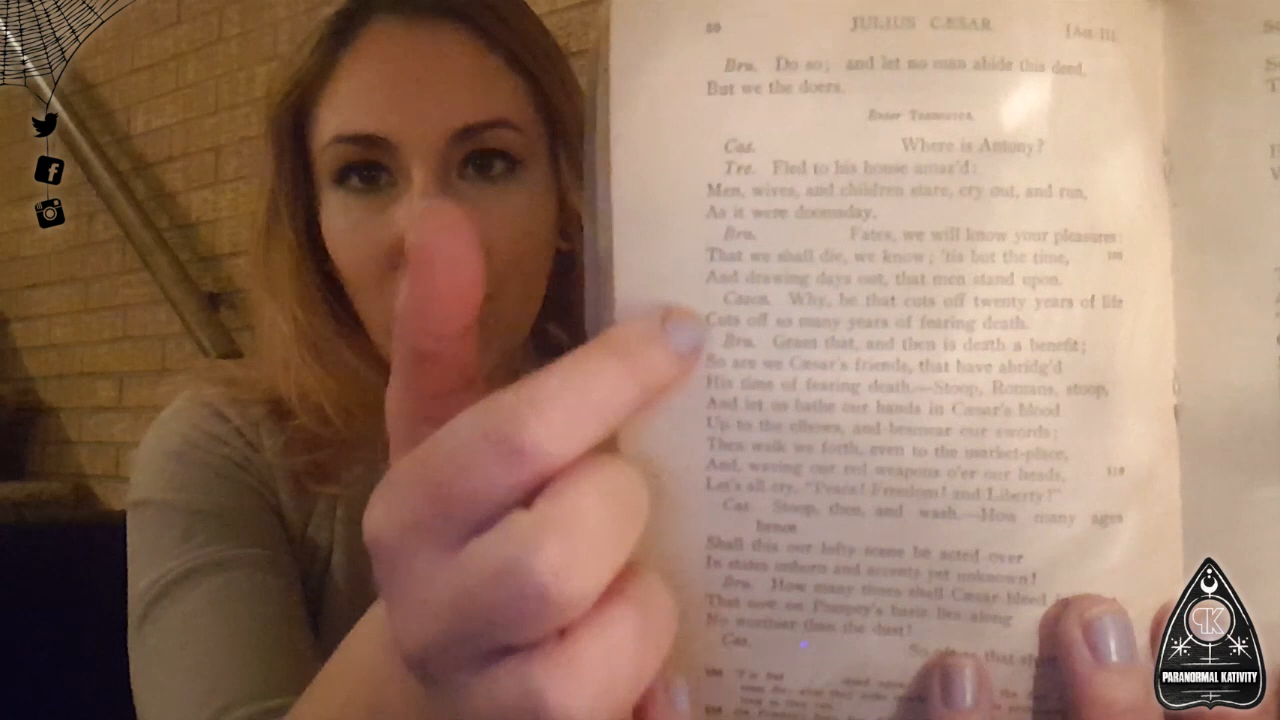 80 JULIUS CÆSAR [Act III
Bru. Do so; and let no man abide this deed,
But we the doers.
Enter Trebonius.
Cas. Where is Antony?
Tre. Fled to his house amaz'd:
Men, wives, and children stare, cry out, and run,
As it were doomsday.
Bru. Fates, we will know your pleasures:
That we shall die, we know; 'tis but the time,
And drawing days out, that men stand upon.
Casca. Why, he that cuts off twenty years of life
Cuts off so many years of fearing death.
Bru. Grant that, and then is death a benefit;
So are we Cæsar's friends, that have abridg'd
His time of fearing death.—Stoop, Romans, stoop,
And let us bathe our hands in Cæsar's blood
Up to the elbows, and besmear our swords;
Then walk we forth, even to the market-place,
And, waving our red weapons o'er our heads,
110
Let's all cry, "Peace! Freedom! and Liberty!"
Cas. Stoop, then, and wash.—How many ages
hence
Shall this our lofty scene be acted over
In states unborn and accents yet unknown!
Bru. How many times shall Cæsar bleed
That now on Pompey's basis lies along
No worthier than the dust!
Cas. So that
PK
PARANORMAL KATIVITY